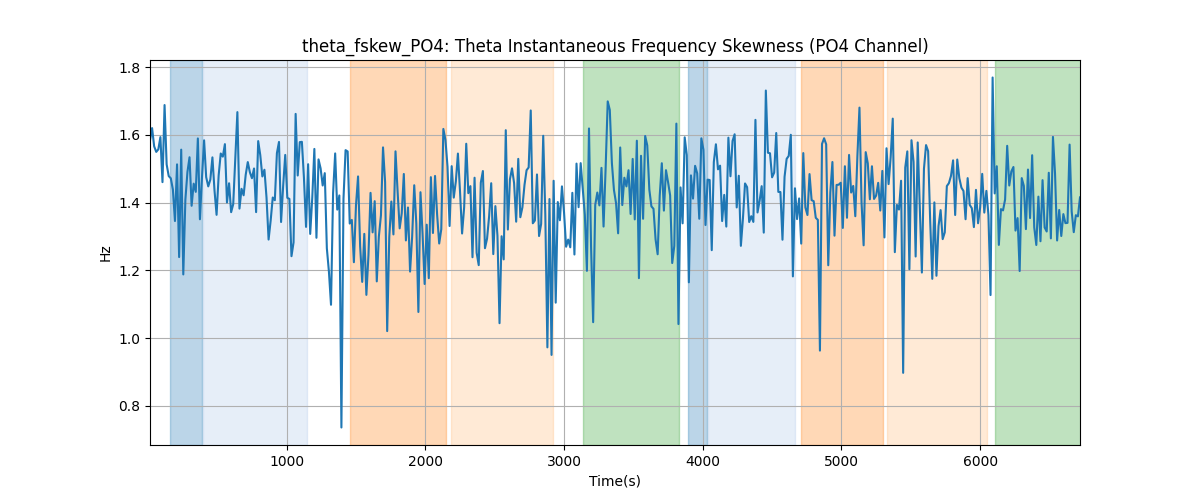 theta_fskew_PO4: Theta Instantaneous Frequency Skewness (PO4 Channel)
1.8
1.6
1.4
1.2
1.0
0.8
Hz
1000 2000 3000 4000 5000 6000
Time(s)